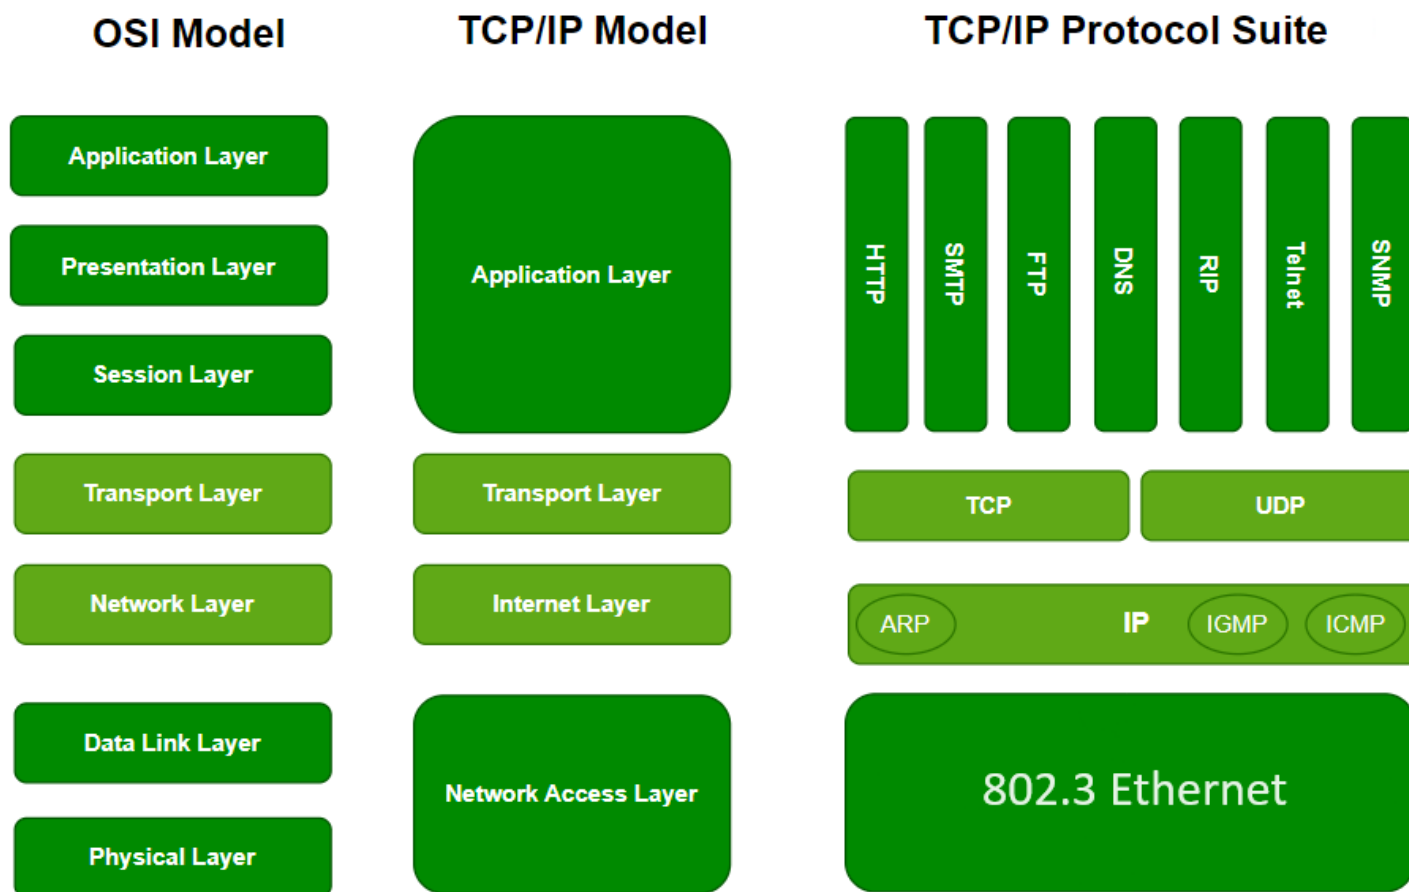 OSI Model
TCP/IP Model
TCP/IP Protocol Suite
Application Layer
Presentation Layer
Session Layer
Transport Layer
Network Layer
Data Link Layer
Physical Layer
Application Layer
Transport Layer
Internet Layer
Network Access Layer
HTTP
SMTP
FTP
DNS
RIP
Telnet
SNMP
TCP
UDP
ARP
IP
IGMP
ICMP
802.3 Ethernet